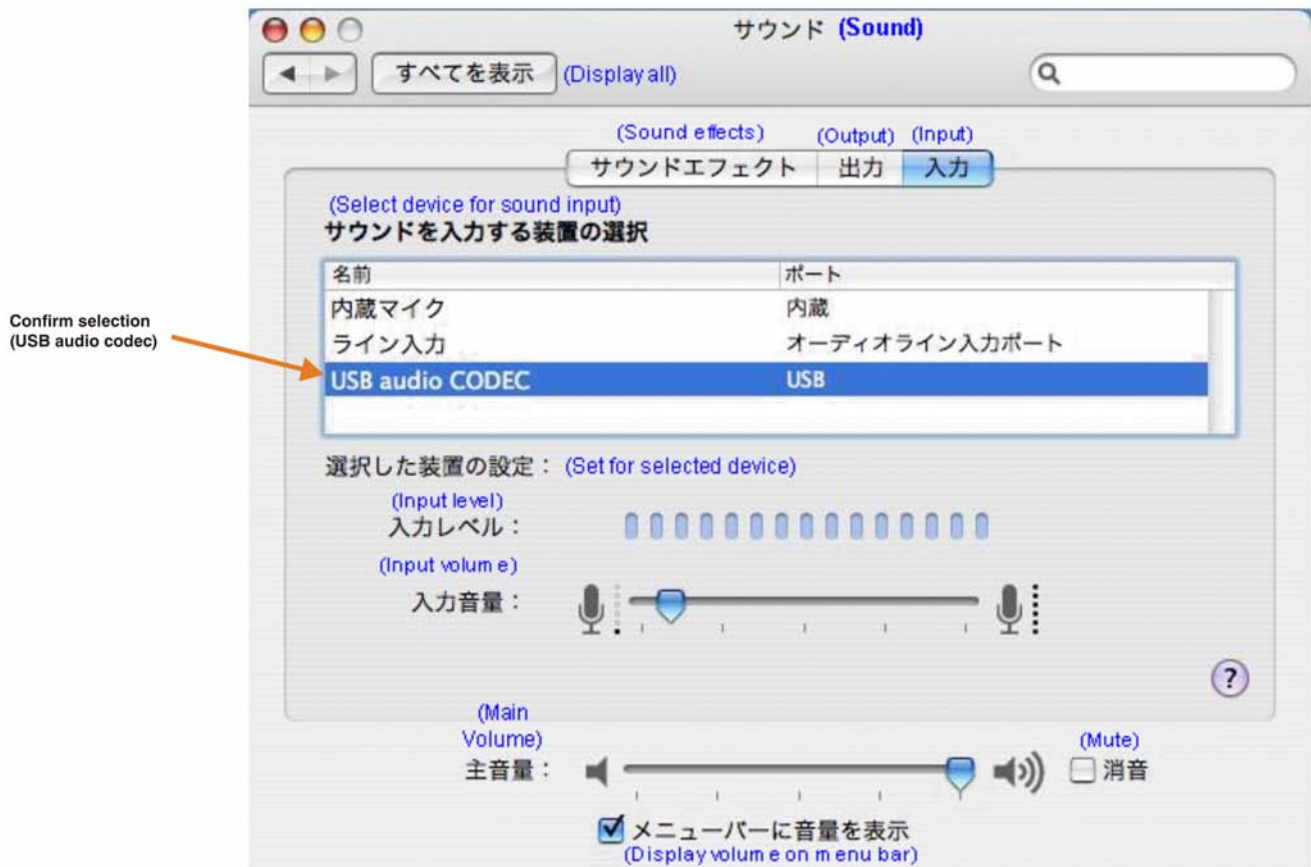 サウンド (Sound)
すべてを表示 (Display all)
(Sound effects) (Output) (Input)
サウンドエフェクト 出力 入力
(Select device for sound input)
サウンドを入力する装置の選択
名前 ポート
内蔵マイク 内蔵
ライン入力 オーディオライン入力ポート
Confirm selection
(USB audio codec)
USB audio CODEC USB
選択した装置の設定： (Set for selected device)
(Input level)
入力レベル：
(Input volume)
入力音量：
?
(Main
Volume)
主音量：
(Mute)
消音
メニューバーに音量を表示
(Display volume on menu bar)